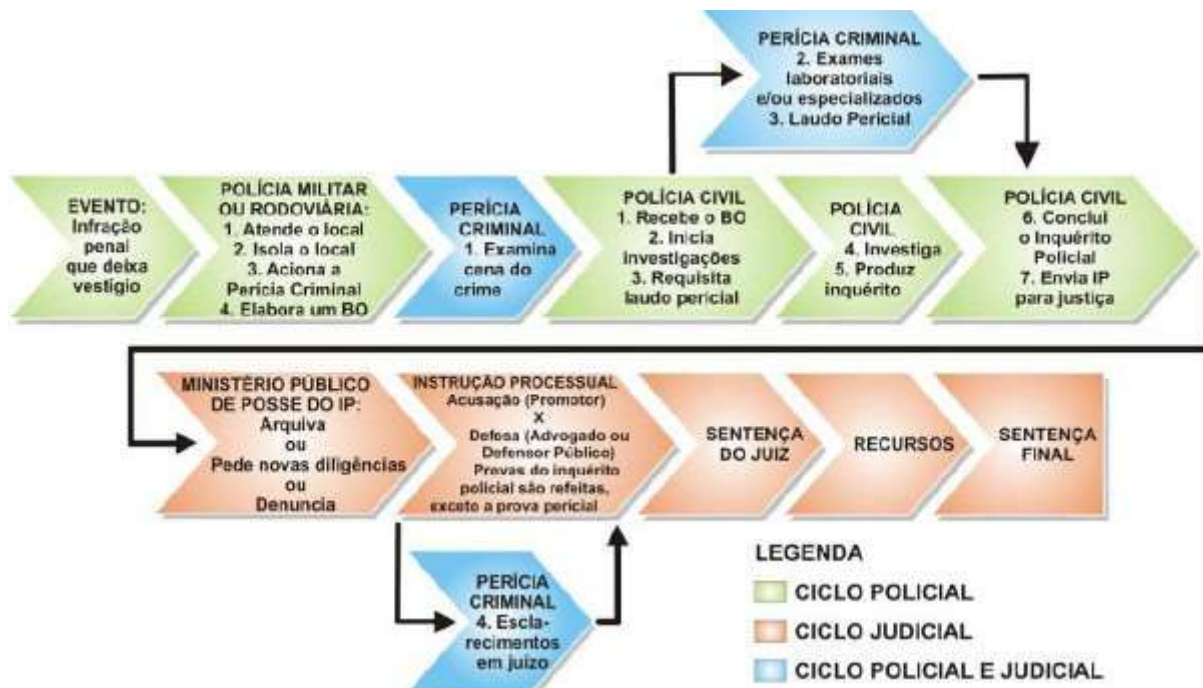 PERÍCIA CRIMINAL
2. Exames
laboratoriais
e/ou especializados
3. Laudo Pericial
EVENTO:
Infração
penal
que deixa
vestígio
POLÍCIA MILITAR
OU RODOVIÁRIA:
1. Atende o local
2. Isola o local
3. Aciona a
Perícia Criminal
4. Elabora um BO
PERÍCIA
CRIMINAL
1. Examina
cena do
crime
POLÍCIA CIVIL
1. Recebe o BO
2. Inicia
investigações
3. Requisita
laudo pericial
POLÍCIA
CIVIL
4. Investiga
5. Produz
inquérito
POLÍCIA CIVIL
6. Conclui
o Inquérito
Policial
7. Envia IP
para justiça
MINISTÉRIO PÚBLICO
DE POSSE DO IP:
Arquiva
ou
Pede novas diligências
ou
Denuncia
INSTRUÇÃO PROCESSUAL
Acusação (Promotor)
X
Defesa (Advogado ou
Defensor Público)
Provas do inquérito
policial são refeitas,
exceto a prova pericial
SENTENÇA
DO JUIZ
RECURSOS
SENTENÇA
FINAL
PERÍCIA
CRIMINAL
4. Escla-
recimentos
em juízo
LEGENDA
CICLO POLICIAL
CICLO JUDICIAL
CICLO POLICIAL E JUDICIAL